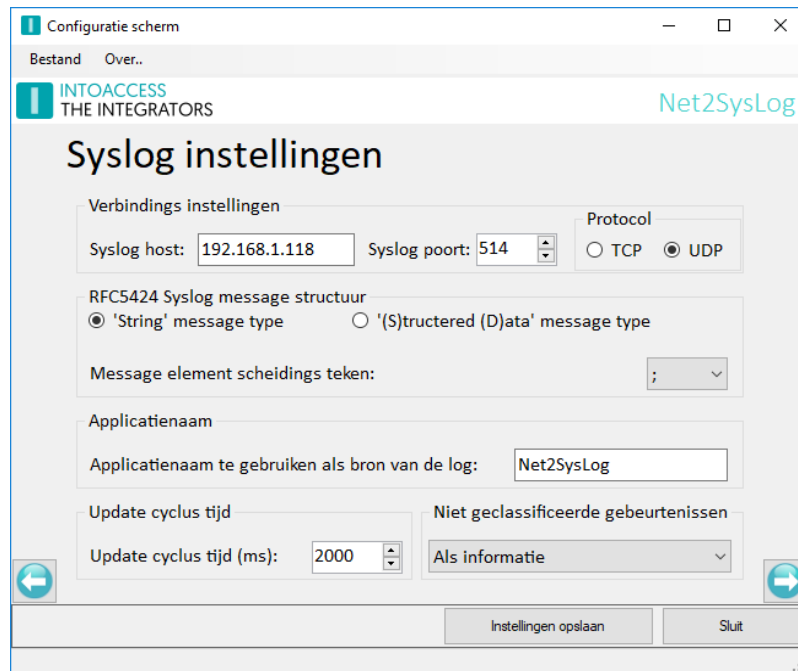 Configuratie scherm
Bestand Over..
INTOACCESS
THE INTEGRATORS
Net2SysLog
Syslog instellingen
Verbindings instellingen
Protocol
Syslog host: 192.168.1.118 Syslog poort: 514 TCP UDP
RFC5424 Syslog message structuur
'String' message type '(S)tructured (D)ata' message type
Message element scheidings teken: ;
Applicatienaam
Applicatienaam te gebruiken als bron van de log: Net2SysLog
Update cyclus tijd Niet geclassificeerde gebeurtenissen
Update cyclus tijd (ms): 2000 Als informatie
Instellingen opslaan Sluit